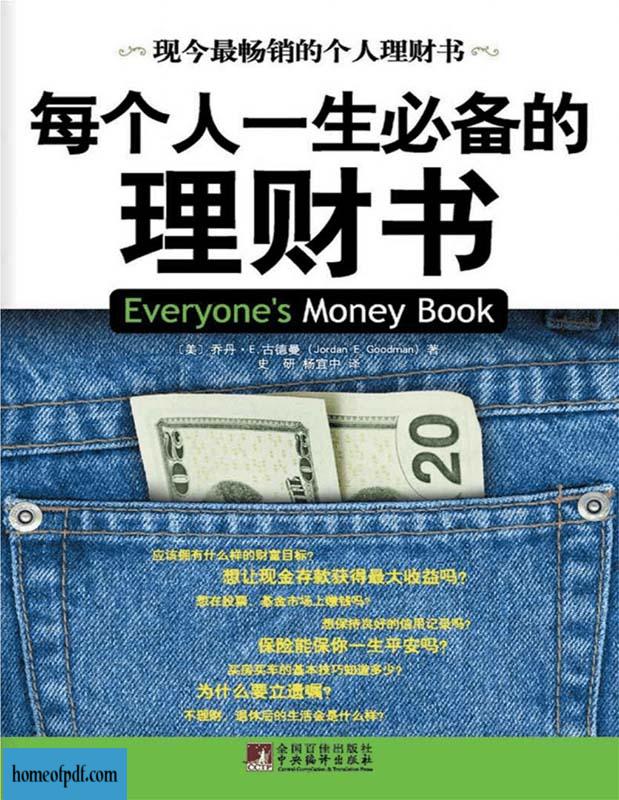 现今最畅销的个人理财书
每个人一生必备的
理财书
Everyone's Money Book
［美］乔丹·E.古德曼（Jordan E Goodman）著
史 研 杨宜中 译
20
20
应该拥有什么样的财富目标?
想让现金存款获得最大收益吗?
想在股票、基金市场上赚钱吗?
想保持良好的信用记录吗?
保险能保你一生平安吗?
买房买车的基本技巧知道多少?
为什么要立遗嘱?
不理财，退休后的生活会是什么样?
全国百佳出版社
中央编译出版社
CCTP
Central Compilation & Translation Press
homeofpdf.com